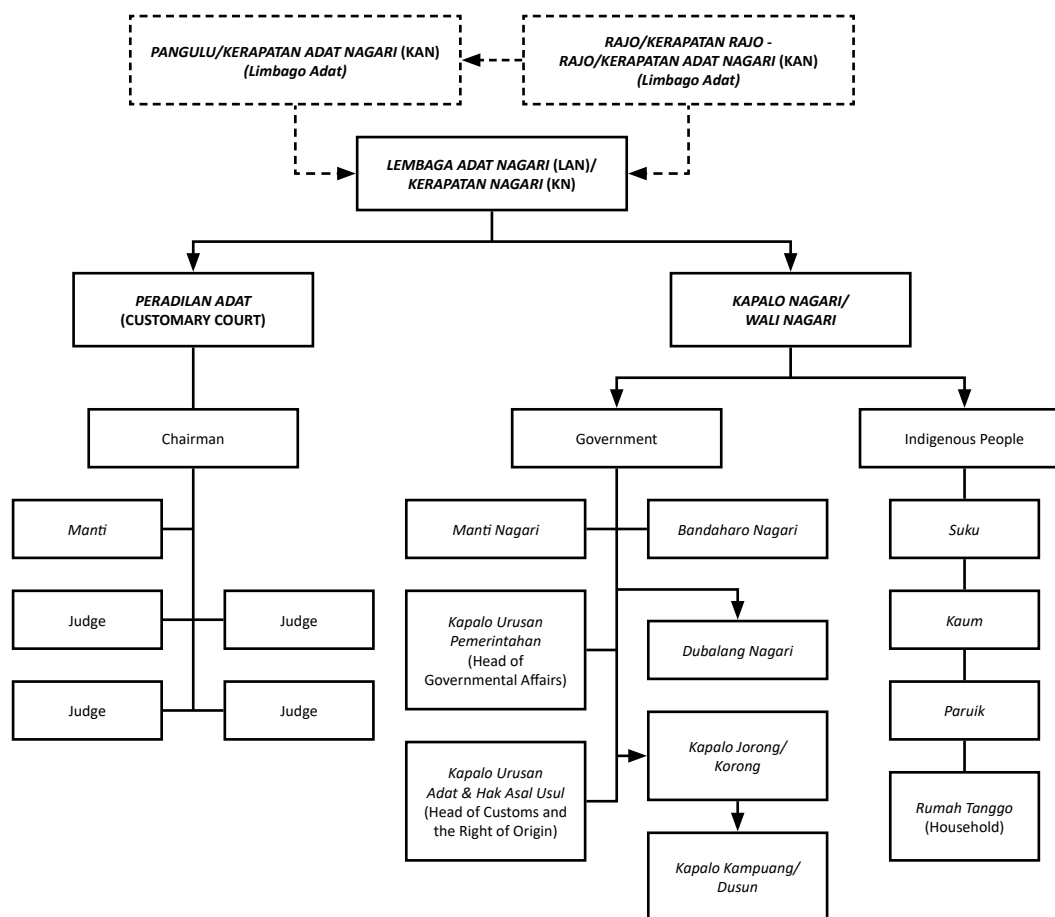 PANGULU/KERAPATAN ADAT NAGARI (KAN)
(Limbago Adat)
RAJO/KERAPATAN RAJO -
RAJO/KERAPATAN ADAT NAGARI (KAN)
(Limbago Adat)
LEMBAGA ADAT NAGARI (LAN)/
KERAPATAN NAGARI (KN)
PERADILAN ADAT
(CUSTOMARY COURT)
KAPALO NAGARI/
WALI NAGARI
Chairman
Government
Indigenous People
Manti
Manti Nagari
Bandaharo Nagari
Suku
Judge
Judge
Kapalo Urusan
Pemerintahan
(Head of
Governmental Affairs)
Dubalang Nagari
Kaum
Judge
Judge
Kapalo Urusan
Adat & Hak Asal Usul
(Head of Customs and
the Right of Origin)
Kapalo Jorong/
Korong
Paruik
Kapalo Kampuang/
Dusun
Rumah Tanggo
(Household)